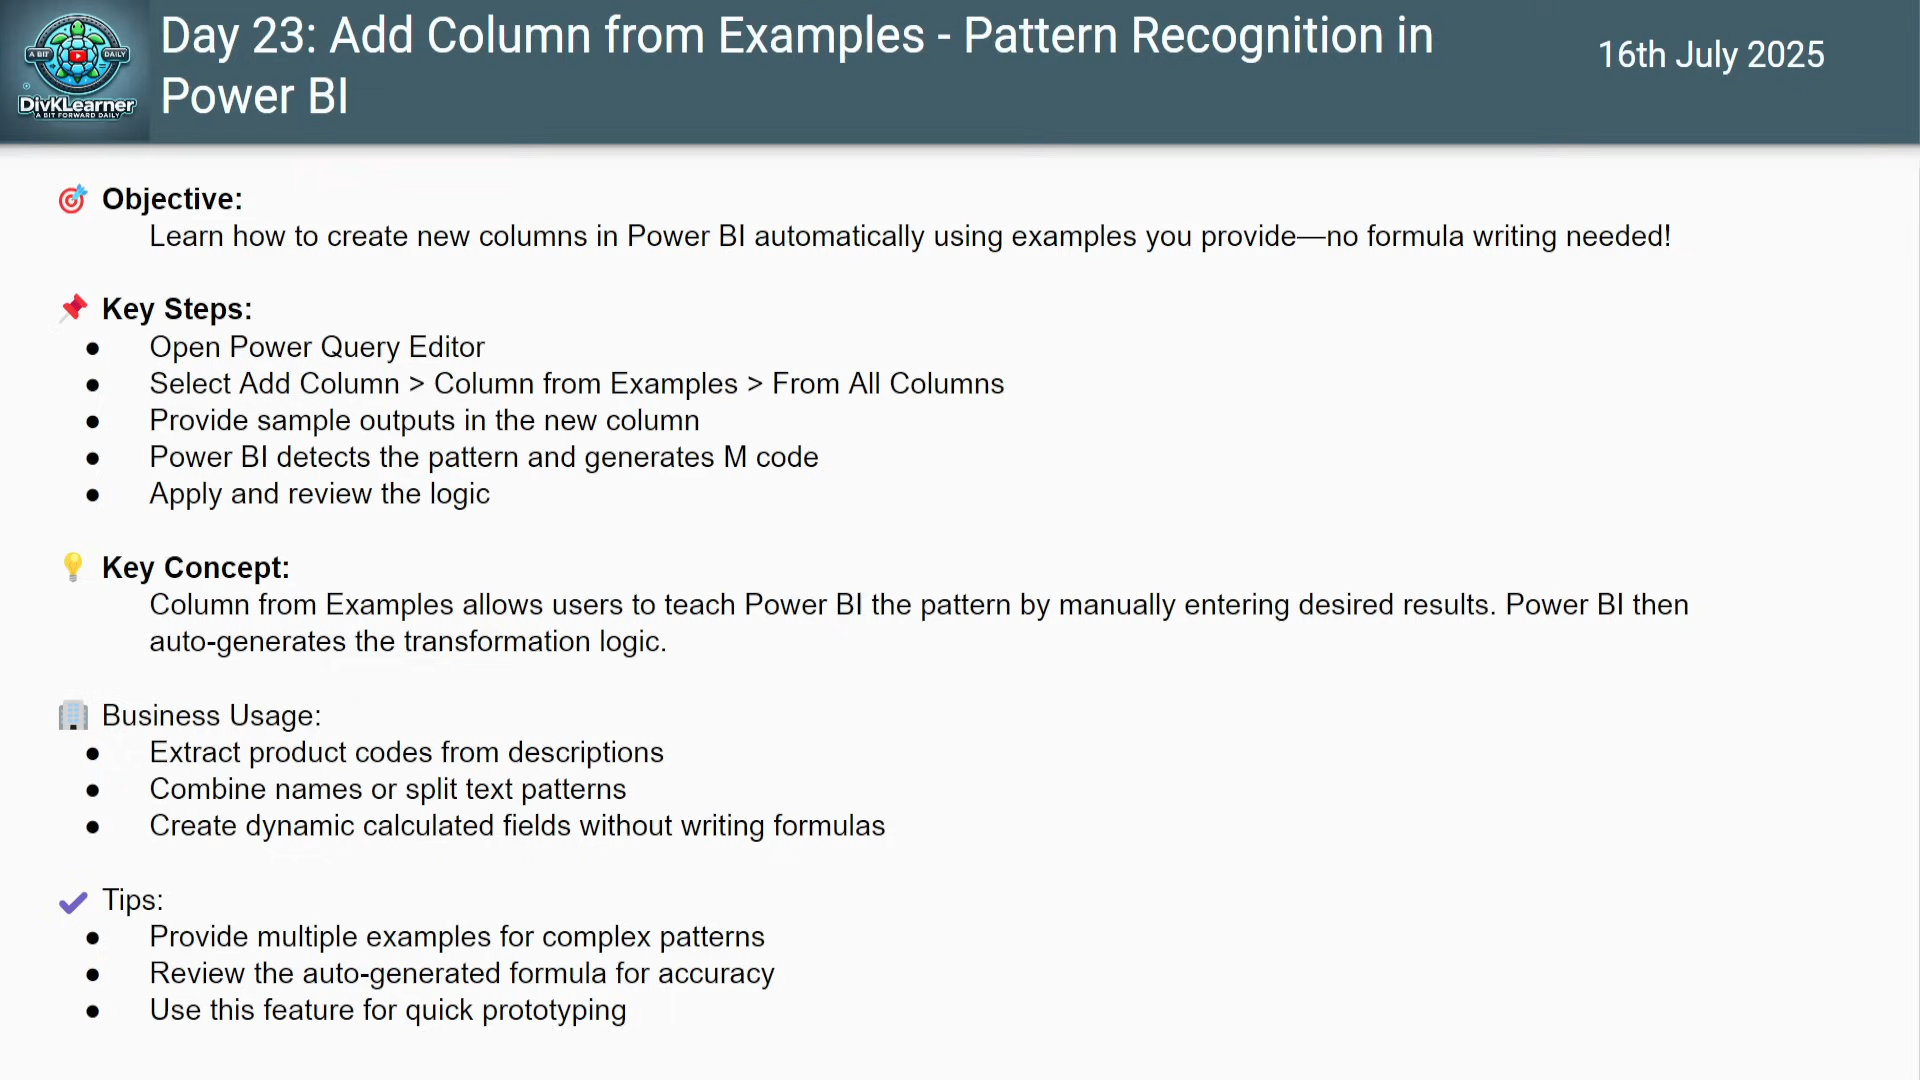 A BIT DAILY
DivKLearner
A BIT FORWARD DAILY
Day 23: Add Column from Examples - Pattern Recognition in
Power BI
16th July 2025
Objective:
Learn how to create new columns in Power BI automatically using examples you provide—no formula writing needed!
Key Steps:
● Open Power Query Editor
● Select Add Column > Column from Examples > From All Columns
● Provide sample outputs in the new column
● Power BI detects the pattern and generates M code
● Apply and review the logic
Key Concept:
Column from Examples allows users to teach Power BI the pattern by manually entering desired results. Power BI then
auto-generates the transformation logic.
Business Usage:
● Extract product codes from descriptions
● Combine names or split text patterns
● Create dynamic calculated fields without writing formulas
Tips:
● Provide multiple examples for complex patterns
● Review the auto-generated formula for accuracy
● Use this feature for quick prototyping